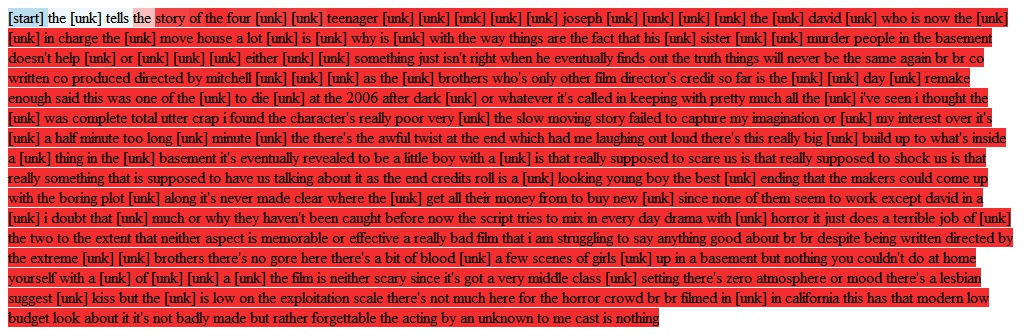 [start] the [unk] tells the story of the four [unk] [unk] teenager [unk] [unk] [unk] [unk] [unk] joseph [unk] [unk] [unk] [unk] the [unk] david [unk] who is now the [unk]
[unk] in charge the [unk] move house a lot [unk] is [unk] why is [unk] with the way things are the fact that his [unk] sister [unk] [unk] murder people in the basement
doesn't help [unk] or [unk] [unk] [unk] either [unk] [unk] something just isn't right when he eventually finds out the truth things will never be the same again br br co
written co produced directed by mitchell [unk] [unk] [unk] as the [unk] brothers who's only other film director's credit so far is the [unk] [unk] day [unk] remake
enough said this was one of the [unk] to die [unk] at the 2006 after dark [unk] or whatever it's called in keeping with pretty much all the [unk] i've seen i thought the
[unk] was complete total utter crap i found the character's really poor very [unk] the slow moving story failed to capture my imagination or [unk] my interest over it's
[unk] a half minute too long [unk] minute [unk] the there's the awful twist at the end which had me laughing out loud there's this really big [unk] build up to what's inside
a [unk] thing in the [unk] basement it's eventually revealed to be a little boy with a [unk] is that really supposed to scare us is that really supposed to shock us is that
really something that is supposed to have us talking about it as the end credits roll is a [unk] looking young boy the best [unk] ending that the makers could come up
with the boring plot [unk] along it's never made clear where the [unk] get all their money from to buy new [unk] since none of them seem to work except david in a
[unk] i doubt that [unk] much or why they haven't been caught before now the script tries to mix in every day drama with [unk] horror it just does a terrible job of [unk]
the two to the extent that neither aspect is memorable or effective a really bad film that i am struggling to say anything good about br br despite being written directed by
the extreme [unk] [unk] brothers there's no gore here there's a bit of blood [unk] a few scenes of girls [unk] up in a basement but nothing you couldn't do at home
yourself with a [unk] of [unk] [unk] a [unk] the film is neither scary since it's got a very middle class [unk] setting there's zero atmosphere or mood there's a lesbian
suggest [unk] kiss but the [unk] is low on the exploitation scale there's not much here for the horror crowd br br filmed in [unk] in california this has that modern low
budget look about it it's not badly made but rather forgettable the acting by an unknown to me cast is nothing